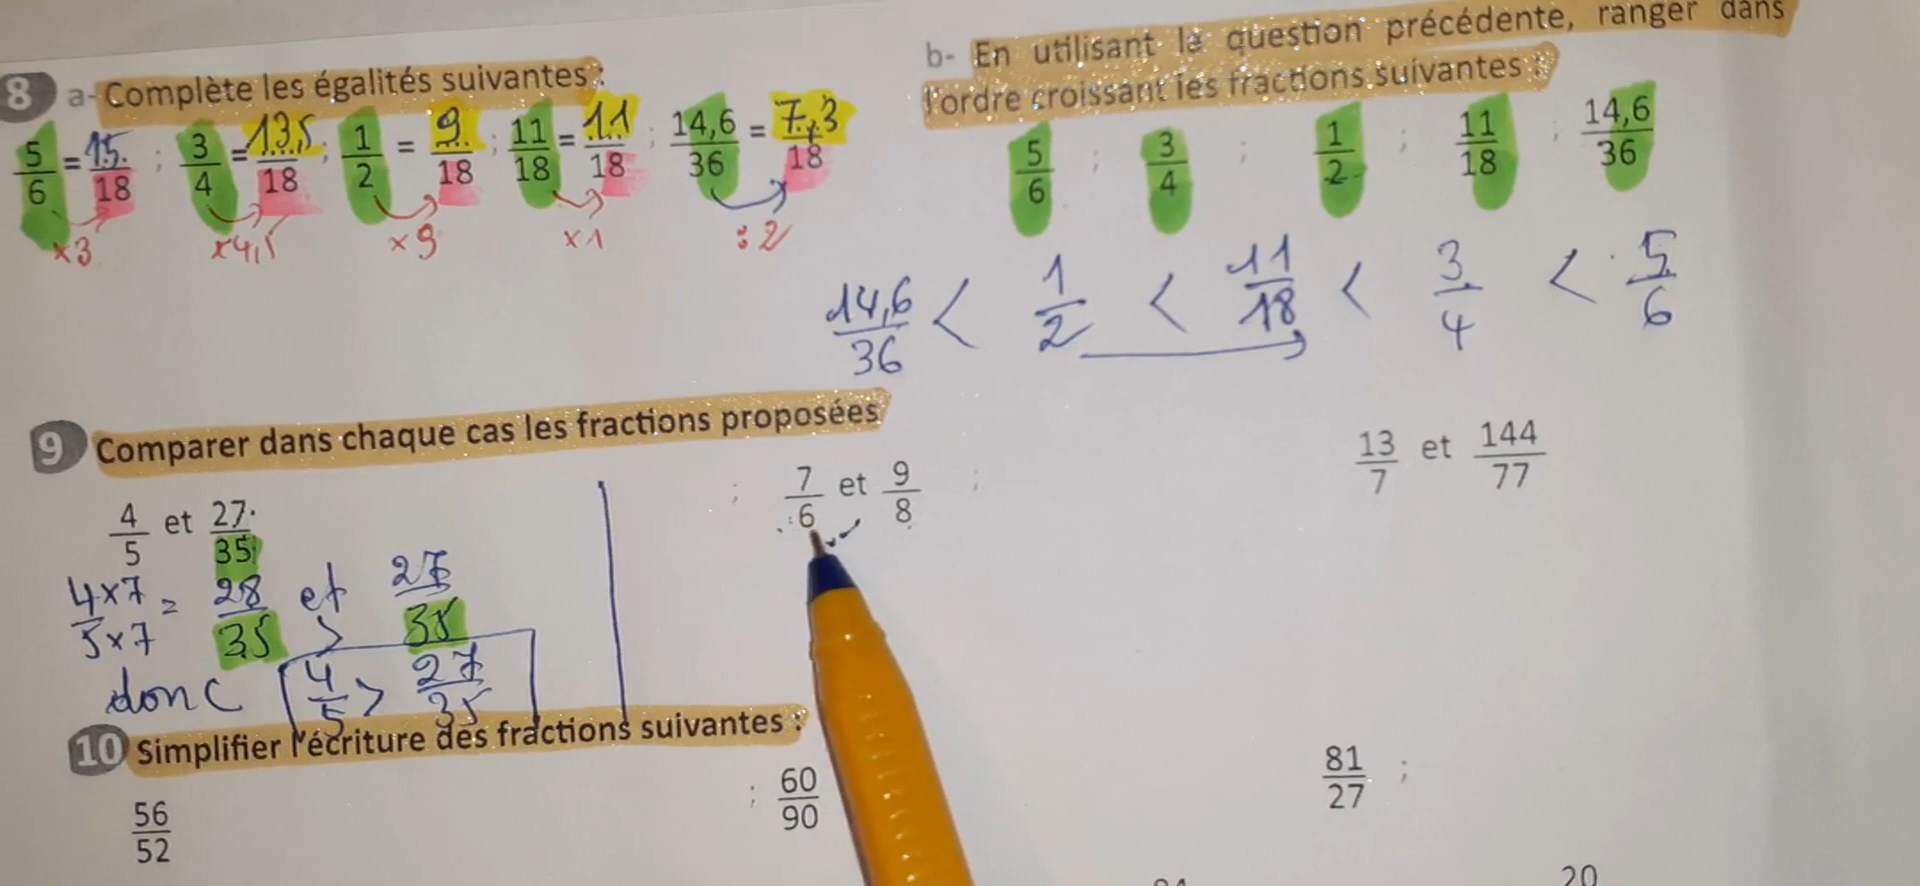 8 a- Complète les égalités suivantes :
5/6 = 15/18 ; 3/4 = 13,5/18 ; 1/2 = 9/18 ; 11/18 = 11/18 ; 14,6/36 = 7,3/18
×3 ×4,5 ×9 ×1 :2
b- En utilisant la question précédente, ranger dans
l'ordre croissant les fractions suivantes :
5/6 ; 3/4 ; 1/2 ; 11/18 ; 14,6/36
14,6/36 < 1/2 < 11/18 < 3/4 < 5/6
9 Comparer dans chaque cas les fractions proposées
4/5 et 27/35 ; 7/6 et 9/8 ; 13/7 et 144/77
4×7/5×7 = 28/35 et 27/35
>
donc 4/5 > 27/35
10 Simplifier l'écriture des fractions suivantes :
56/52 ; 60/90 81/27 ;
20